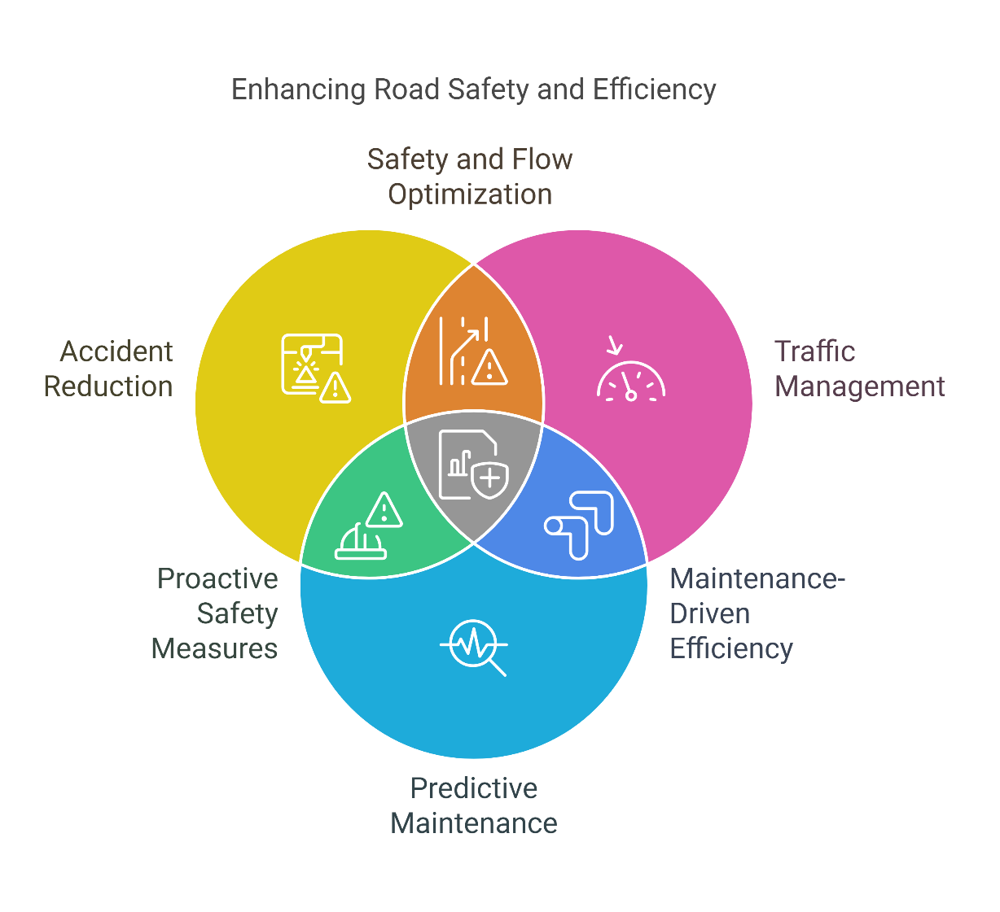 Enhancing Road Safety and Efficiency
Safety and Flow
Optimization
Accident
Reduction
Traffic
Management
Proactive
Safety
Measures
Maintenance-
Driven
Efficiency
Predictive
Maintenance